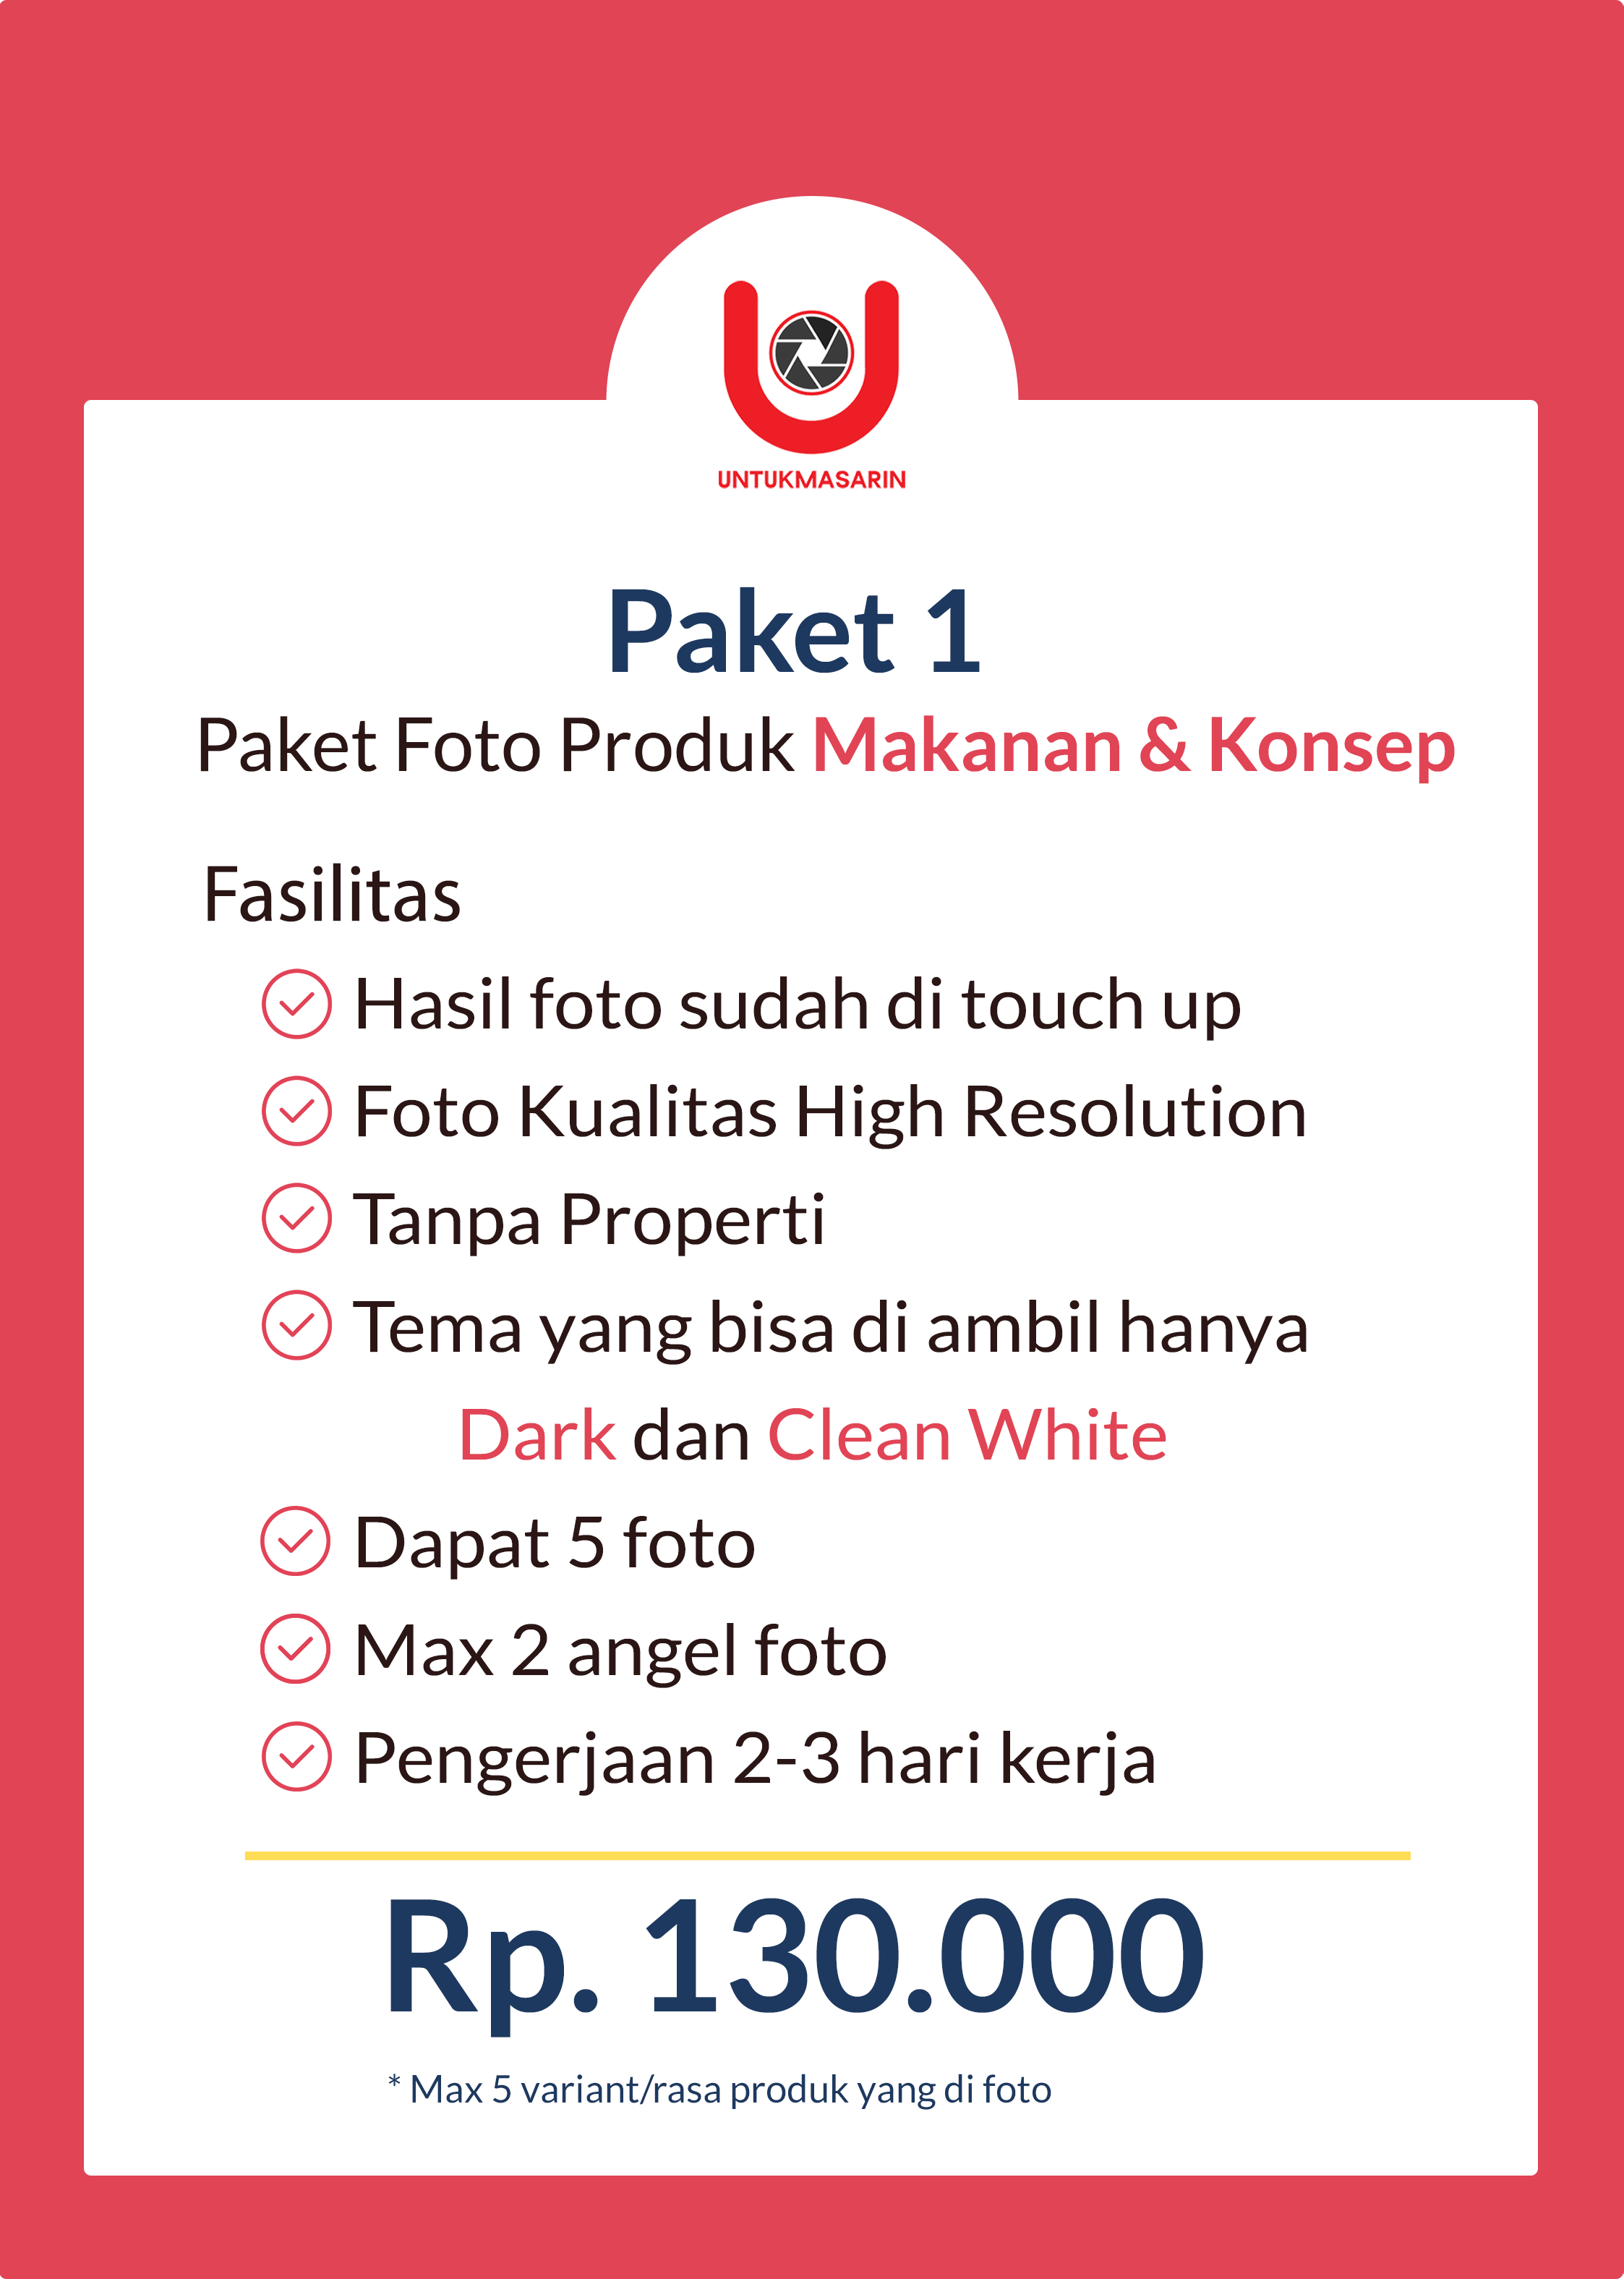 UNTUKMASARIN
Paket 1
Paket Foto Produk Makanan & Konsep
Fasilitas
Hasil foto sudah di touch up
Foto Kualitas High Resolution
Tanpa Properti
Tema yang bisa di ambil hanya
Dark dan Clean White
Dapat 5 foto
Max 2 angel foto
Pengerjaan 2-3 hari kerja
Rp. 130.000
* Max 5 variant/rasa produk yang di foto